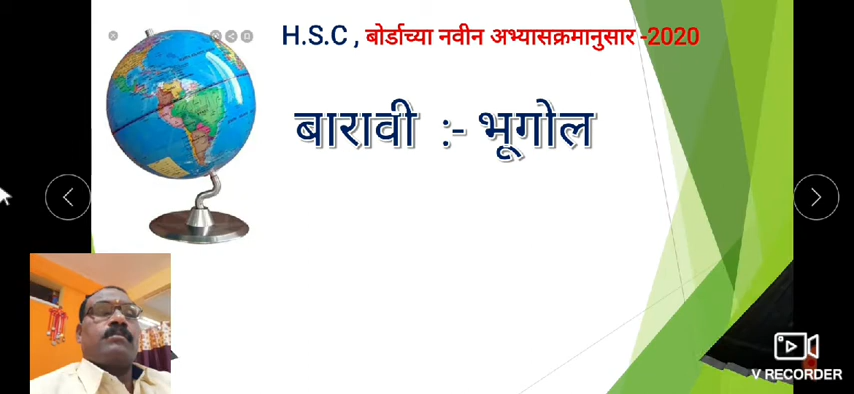 H.S.C , बोर्डाच्या नवीन अभ्यासक्रमानुसार -2020
बारावी :- भूगोल
V RECORDER